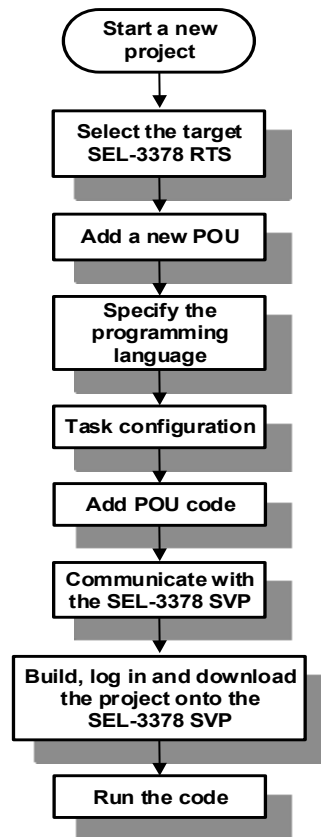 Start a new
project
Select the target
SEL-3378 RTS
Add a new POU
Specify the
programming
language
Task configuration
Add POU code
Communicate with
the SEL-3378 SVP
Build, log in and download
the project onto the
SEL-3378 SVP
Run the code